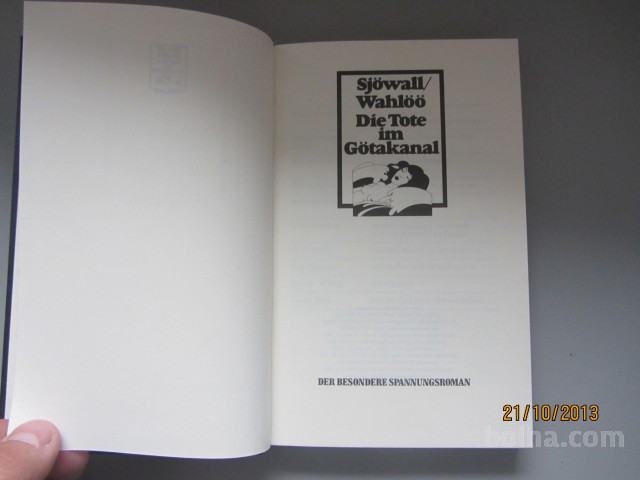 Sjöwall/
Wahlöö
Die Tote
im
Götakanal
DER BESONDERE SPANNUNGSROMAN
21/10/2013
bolha.com